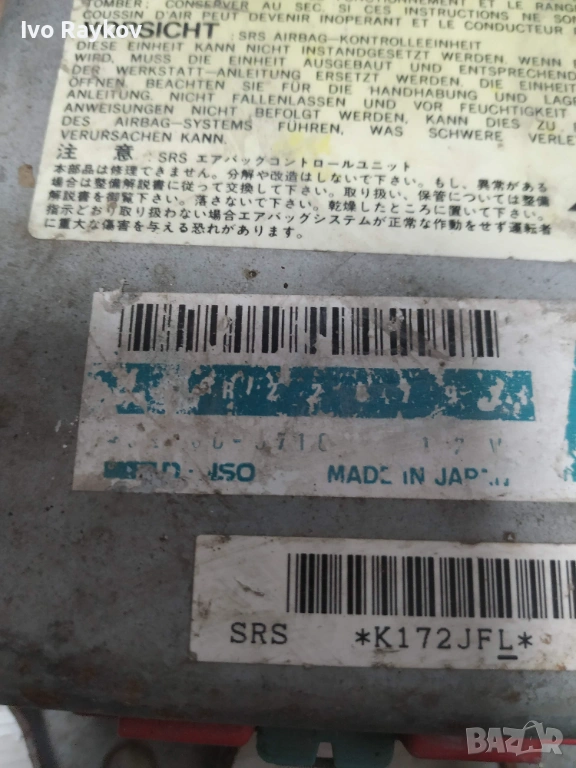 Ivo Raykov
TOMBER; CONSERVER AU SEC. SI CES INSTRUCTIONS NE SON
COUSSIN D'AIR PEUT DEVENIR INOPERANT ET LE CONDUCTEUR
SICHT : SRS AIRBAG-KONTROLLEEINHEIT
DIESE EINHEIT KANN NICHT INSTANDGESETZT WERDEN. WENN
WIRD, MUSS DIE EINHEIT AUSGEBAUT UND ENTSPRECHEND
DER WERKSTATT-ANLEITUNG ERSETZT WERDEN. DIE EINHEIT
ÖFFNEN. BEACHTEN SIE FÜR DIE HANDHABUNG UND LAGE
ANLEITUNG. NICHT FALLENLASSEN UND VOR FEUCHTIGKEIT
ANWEISUNGEN NICHT BEFOLGT WERDEN, KANN DIES ZU
DES AIRBAG-SYSTEMS FÜHREN, WAS SCHWERE VERLE
VERURSACHEN KANN.
注 意 : SRS エアバッグコントロールユニット
本部品は修理できません。分解や改造はしないで下さい。もし、異常がある
場合は整備解説書に従って交換して下さい。取り扱い、保管については整備
解説書を御覧下さい。落さないで下さい。乾燥したところに置いて下さい。
指示どおり取り扱わない場合エアバッグシステムが正常な作動をせず運転者
に重大な傷害を与える恐れがあります。
12V
MADE IN JAPAN
SRS *K172JFL*
BAZAR